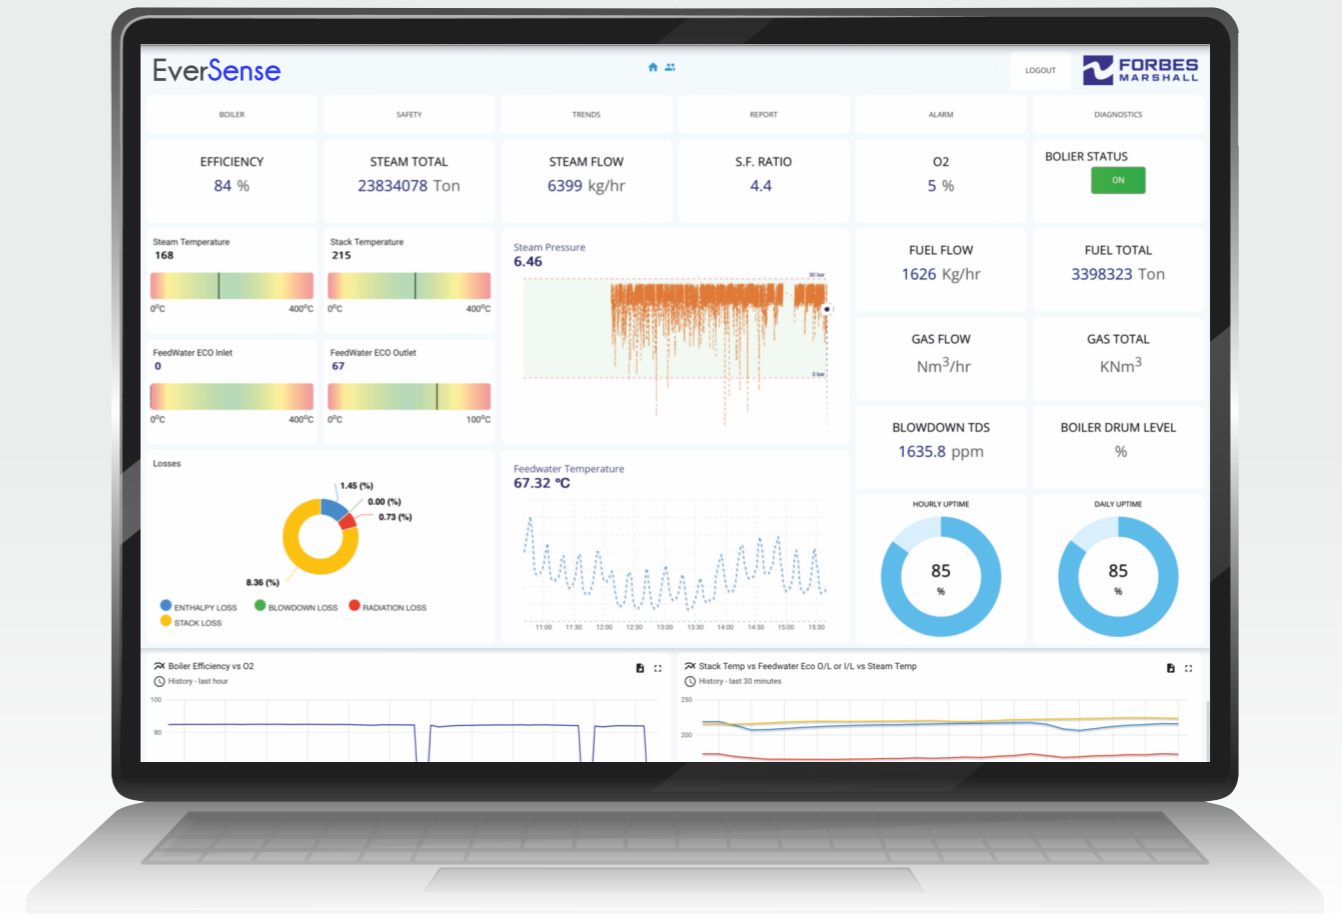 EverSense
LOGOUT
FORBES
MARSHALL
BOILER
SAFETY
TRENDS
REPORT
ALARM
DIAGNOSTICS
EFFICIENCY
84 %
STEAM TOTAL
23834078 Ton
STEAM FLOW
6399 kg/hr
S.F. RATIO
4.4
O2
5 %
BOLIER STATUS
ON
Steam Temperature
168
0°C 400°C
Stack Temperature
215
0°C 400°C
Steam Pressure
6.46
30 bar
3 bar
FUEL FLOW
1626 Kg/hr
FUEL TOTAL
3398323 Ton
GAS FLOW
Nm³/hr
GAS TOTAL
KNm³
FeedWater ECO Inlet
0
0°C 400°C
FeedWater ECO Outlet
67
0°C 100°C
BLOWDOWN TDS
1635.8 ppm
BOILER DRUM LEVEL
%
Losses
1.45 (%)
0.00 (%)
0.73 (%)
8.36 (%)
ENTHALPY LOSS BLOWDOWN LOSS RADIATION LOSS
STACK LOSS
Feedwater Temperature
67.32 °C
11:00 11:30 12:00 12:30 13:00 13:30 14:00 14:30 15:00 15:30
HOURLY UPTIME
85
%
DAILY UPTIME
85
%
Boiler Efficiency vs O2
History - last hour
100
80
Stack Temp vs Feedwater Eco O/L or I/L vs Steam Temp
History - last 30 minutes
250
200